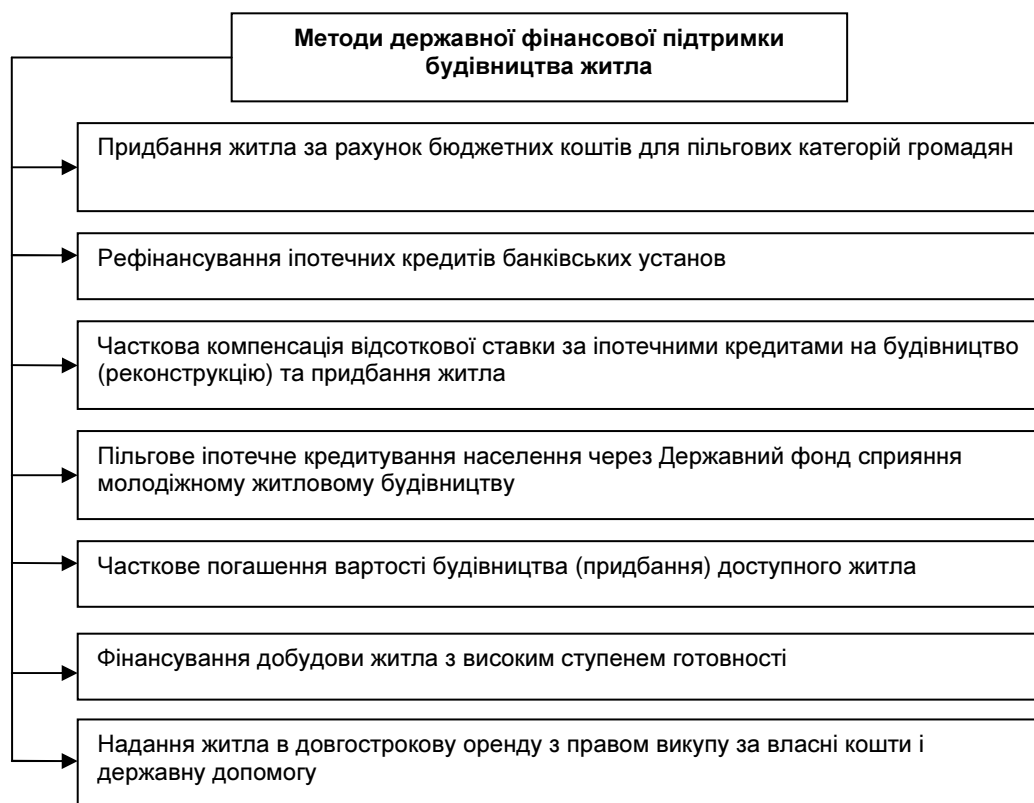 Методи державної фінансової підтримки
будівництва житла
Придбання житла за рахунок бюджетних коштів для пільгових категорій громадян
Рефінансування іпотечних кредитів банківських установ
Часткова компенсація відсоткової ставки за іпотечними кредитами на будівництво
(реконструкцію) та придбання житла
Пільгове іпотечне кредитування населення через Державний фонд сприяння
молодіжному житловому будівництву
Часткове погашення вартості будівництва (придбання) доступного житла
Фінансування добудови житла з високим ступенем готовності
Надання житла в довгострокову оренду з правом викупу за власні кошти і
державну допомогу